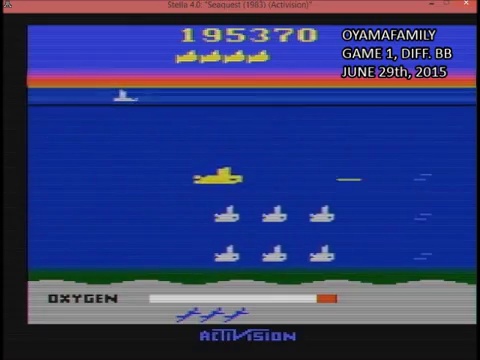 Stella 4.0: "Seaquest (1983) (Activision)"
195370
OYAMAFAMILY
GAME 1, DIFF. BB
JUNE 29th, 2015
OXYGEN
ACTIVISION